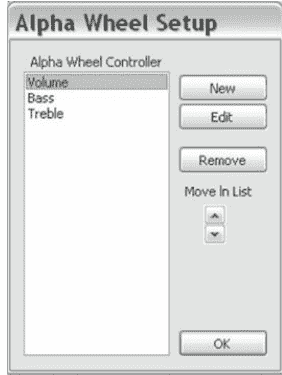 Alpha Wheel Setup
Alpha Wheel Controller
Volume
Bass
Treble
New
Edit
Remove
Move In List
OK